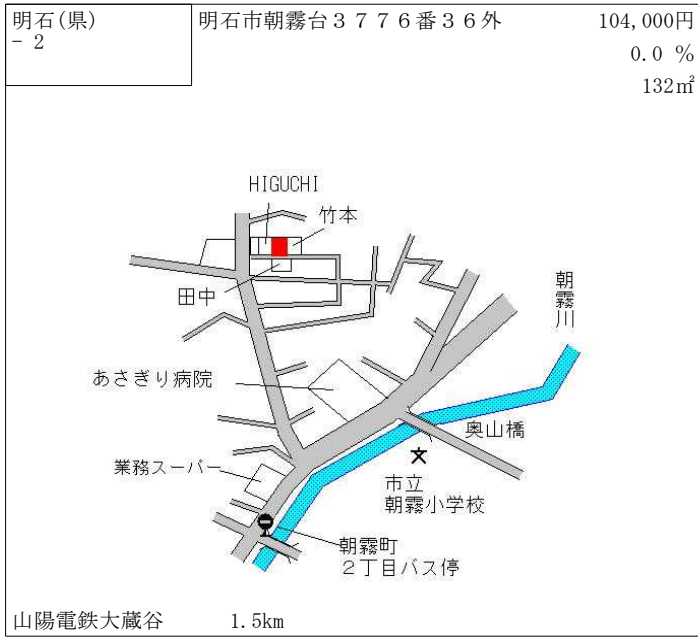 明石(県)
- 2
明石市朝霧台３７７６番３６外
104,000円
0.0 %
132㎡
HIGUCHI
竹本
田中
朝霧川
あさぎり病院
奥山橋
業務スーパー
市立
朝霧小学校
朝霧町
２丁目バス停
山陽電鉄大蔵谷 1.5km